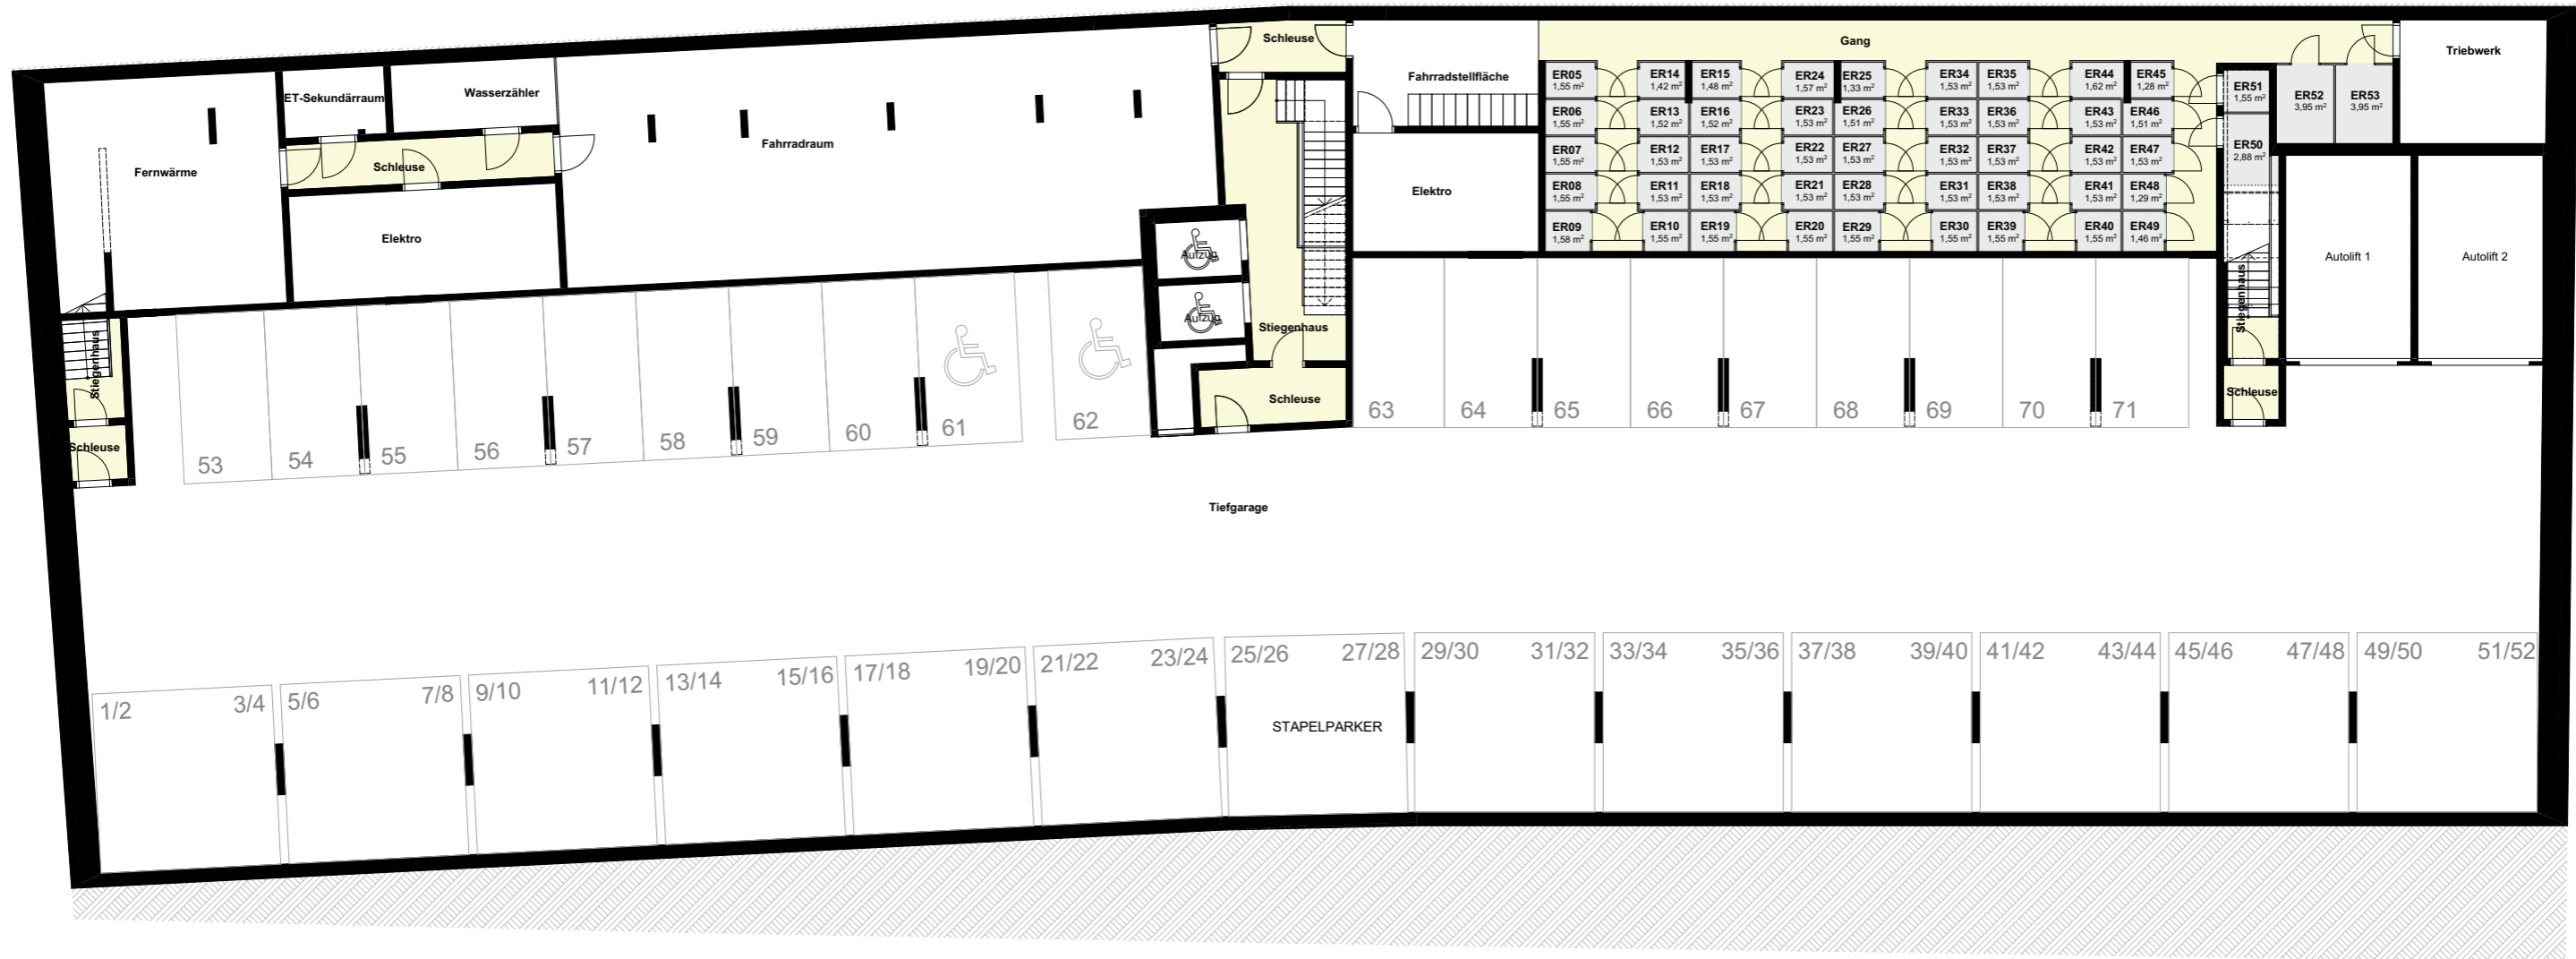 Schleuse
Gang
Triebwerk
ET-Sekundärraum
Wasserzähler
Fahrradraum
Fernwärme
Schleuse
Elektro
Fahrradstellfläche
Elektro
ER05
1,55 m²
ER14
1,42 m²
ER15
1,48 m²
ER24
1,57 m²
ER25
1,33 m²
ER34
1,53 m²
ER35
1,53 m²
ER44
1,62 m²
ER45
1,28 m²
ER06
1,55 m²
ER13
1,52 m²
ER16
1,52 m²
ER23
1,53 m²
ER26
1,51 m²
ER33
1,53 m²
ER36
1,53 m²
ER43
1,53 m²
ER46
1,51 m²
ER07
1,55 m²
ER12
1,53 m²
ER17
1,53 m²
ER22
1,53 m²
ER27
1,53 m²
ER32
1,53 m²
ER37
1,53 m²
ER42
1,53 m²
ER47
1,53 m²
ER08
1,55 m²
ER11
1,53 m²
ER18
1,53 m²
ER21
1,53 m²
ER28
1,53 m²
ER31
1,53 m²
ER38
1,53 m²
ER41
1,53 m²
ER48
1,29 m²
ER09
1,58 m²
ER10
1,55 m²
ER19
1,55 m²
ER20
1,55 m²
ER29
1,55 m²
ER30
1,55 m²
ER39
1,55 m²
ER40
1,55 m²
ER49
1,46 m²
ER51
1,55 m²
ER50
2,88 m²
ER52
3,95 m²
ER53
3,95 m²
Aufzug
Aufzug
Stiegenhaus
Schleuse
Autolift 1
Autolift 2
Stiegenhaus
Schleuse
Stiegenhaus
Schleuse
53
54
55
56
57
58
59
60
61
62
63
64
65
66
67
68
69
70
71
Tiefgarage
1/2
3/4
5/6
7/8
9/10
11/12
13/14
15/16
17/18
19/20
21/22
23/24
25/26
27/28
29/30
31/32
33/34
35/36
37/38
39/40
41/42
43/44
45/46
47/48
49/50
51/52
STAPELPARKER